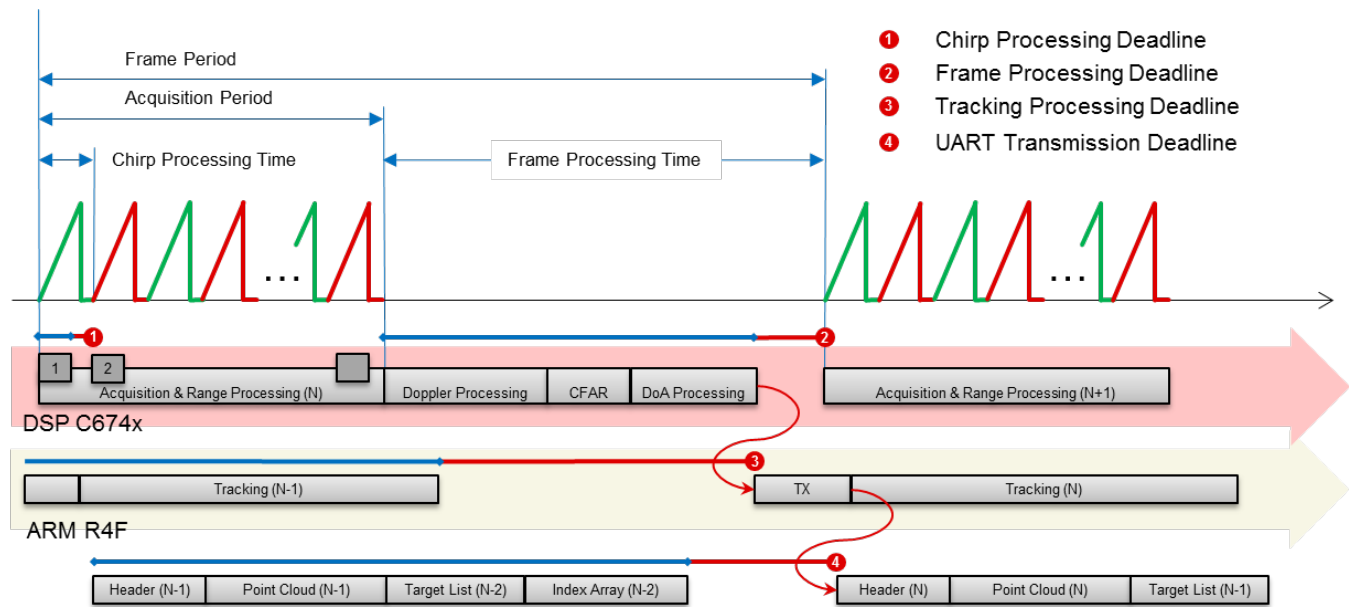 Frame Period
Acquisition Period
Chirp Processing Time
Frame Processing Time
1 Chirp Processing Deadline
2 Frame Processing Deadline
3 Tracking Processing Deadline
4 UART Transmission Deadline
...
...
1
2
1 2
Acquisition & Range Processing (N)
Doppler Processing
CFAR
DoA Processing
Acquisition & Range Processing (N+1)
DSP C674x
3
Tracking (N-1)
TX
Tracking (N)
ARM R4F
4
Header (N-1)
Point Cloud (N-1)
Target List (N-2)
Index Array (N-2)
Header (N)
Point Cloud (N)
Target List (N-1)